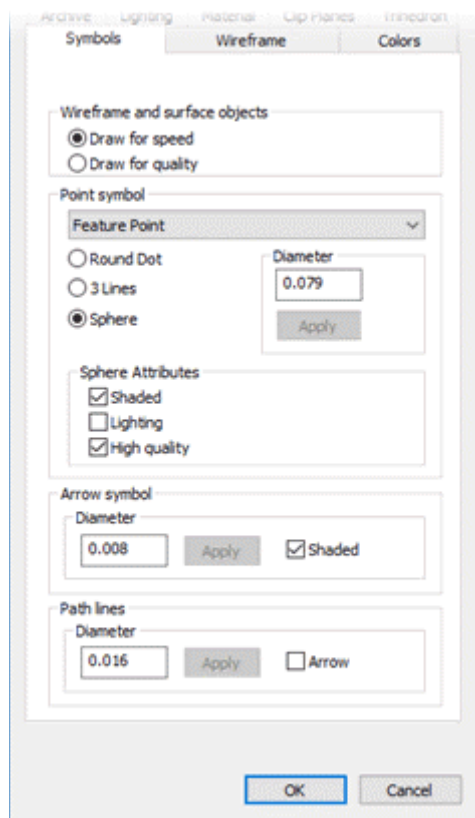 Archive Lighting Material Clip Planes Trihedron
Symbols Wireframe Colors
Wireframe and surface objects
Draw for speed
Draw for quality
Point symbol
Feature Point
Round Dot
3 Lines
Sphere
Diameter
0.079
Apply
Sphere Attributes
Shaded
Lighting
High quality
Arrow symbol
Diameter
0.008 Apply Shaded
Path lines
Diameter
0.016 Apply Arrow
OK Cancel